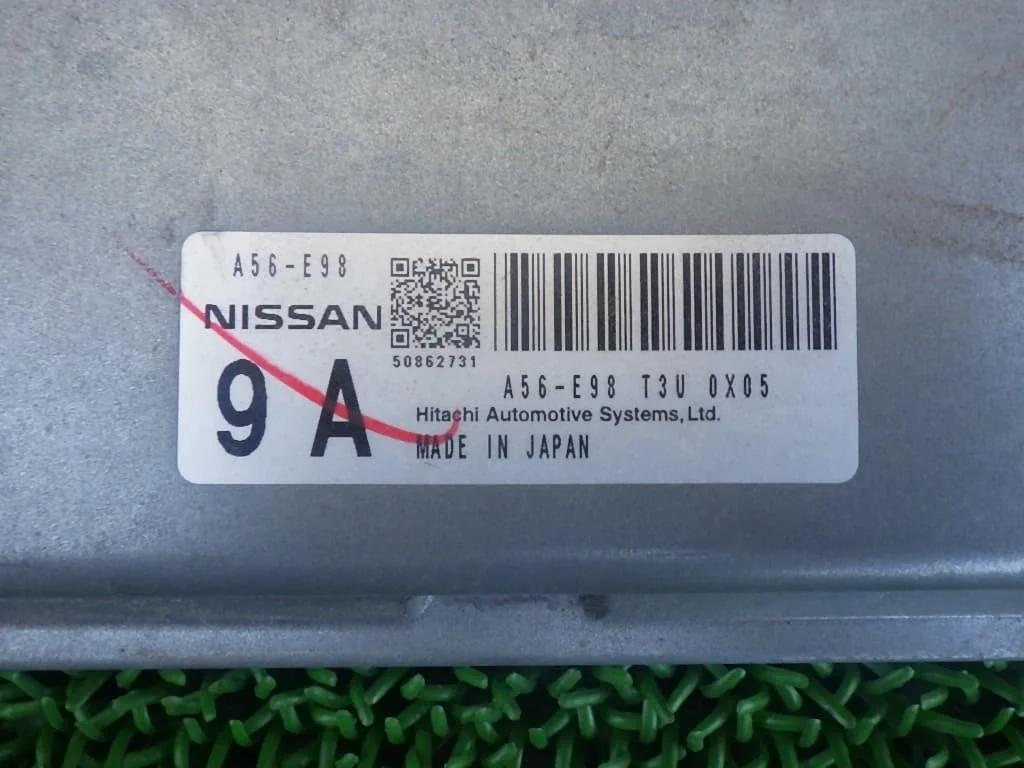 A56-E98
NISSAN
50862731
9 A
A56-E98 T3U 0X05
Hitachi Automotive Systems, Ltd.
MADE IN JAPAN